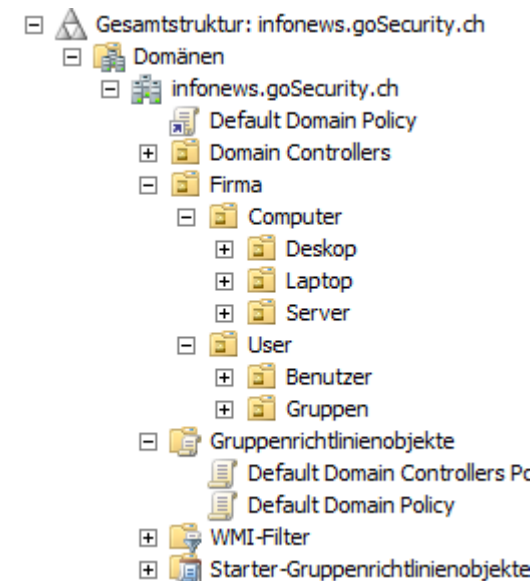 Gesamtstruktur: infonews.goSecurity.ch
Domänen
infonews.goSecurity.ch
Default Domain Policy
Domain Controllers
Firma
Computer
Deskop
Laptop
Server
User
Benutzer
Gruppen
Gruppenrichtlinienobjekte
Default Domain Controllers Po
Default Domain Policy
WMI-Filter
Starter-Gruppenrichtlinienobjekte